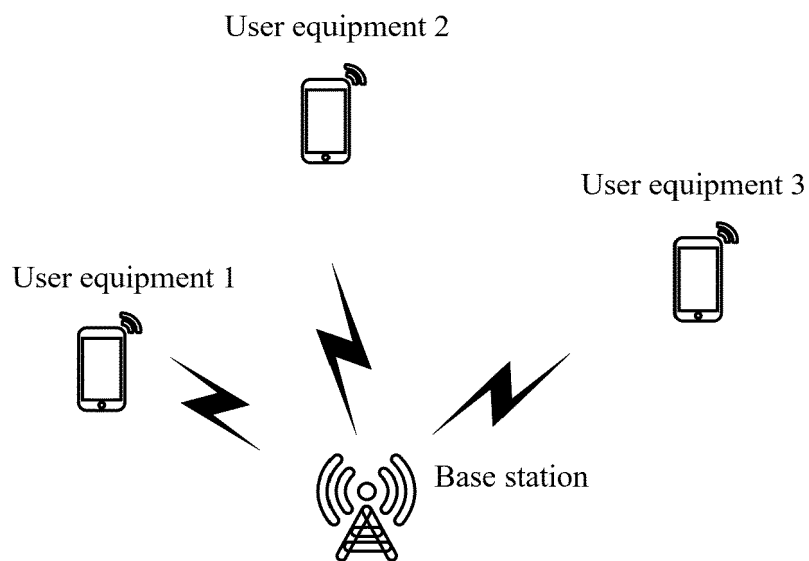 User equipment 2
User equipment 3
User equipment 1
Base station